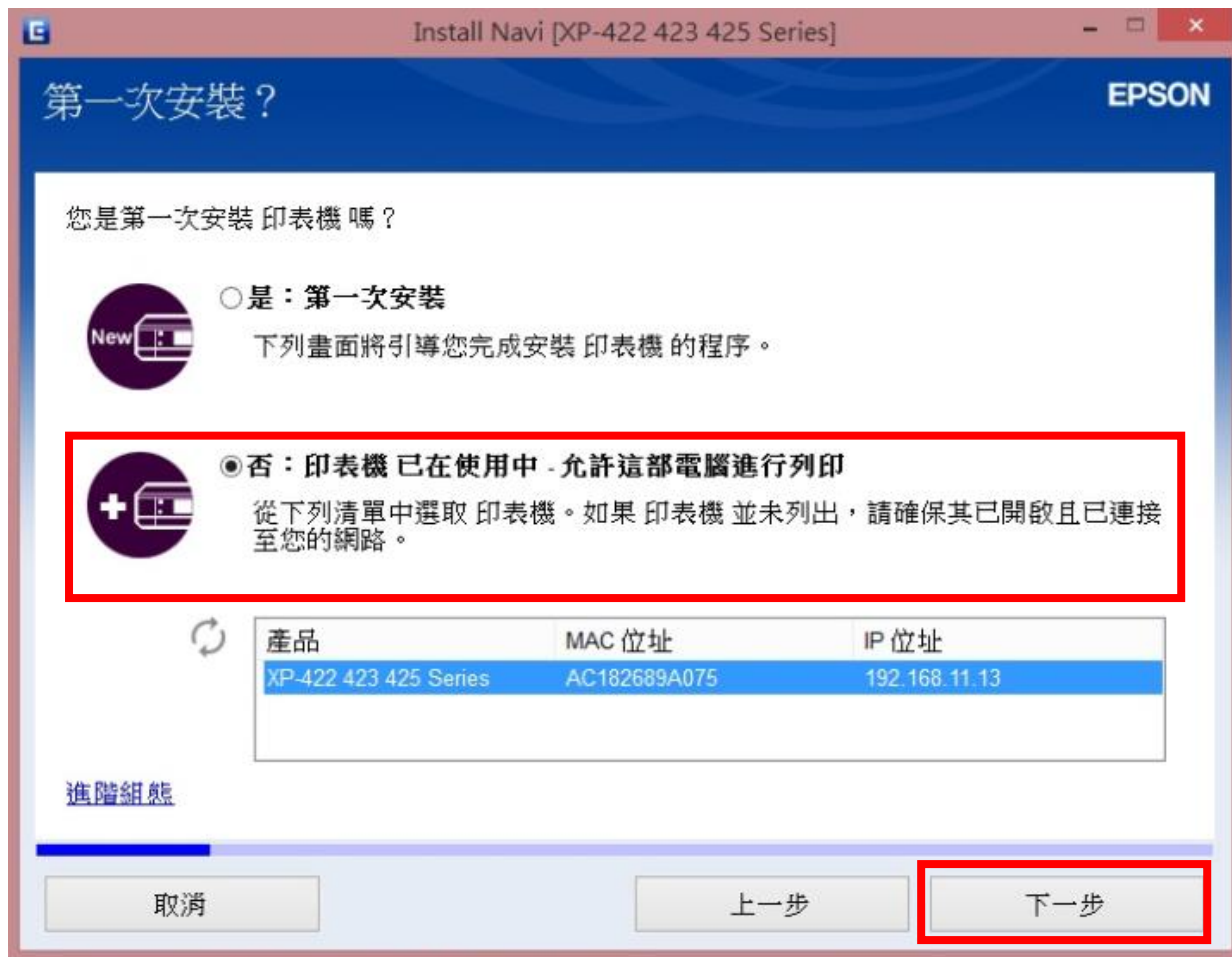 Install Navi [XP-422 423 425 Series]
第一次安裝？
EPSON
您是第一次安裝 印表機 嗎？
New
是：第一次安裝
下列畫面將引導您完成安裝 印表機 的程序。
否：印表機 已在使用中 - 允許這部電腦進行列印
從下列清單中選取 印表機。如果 印表機 並未列出，請確保其已開啟且已連接
至您的網路。
產品 MAC 位址 IP 位址
XP-422 423 425 Series AC182689A075 192.168.11.13
進階組態
取消 上一步 下一步